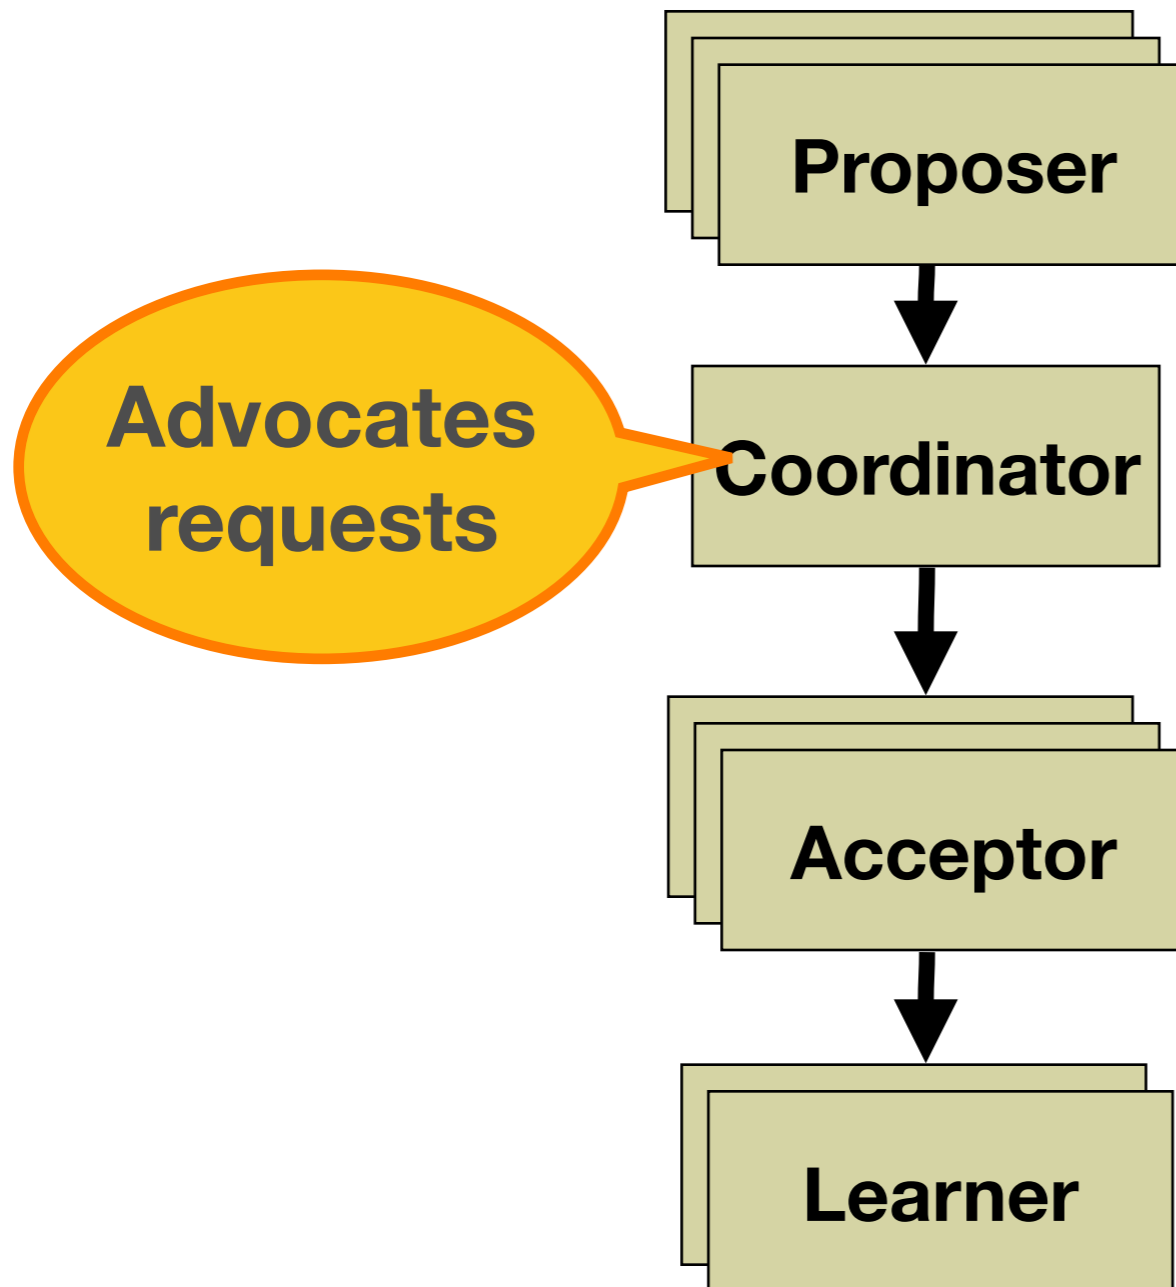 Proposer
Advocates
requests
Coordinator
Acceptor
Learner